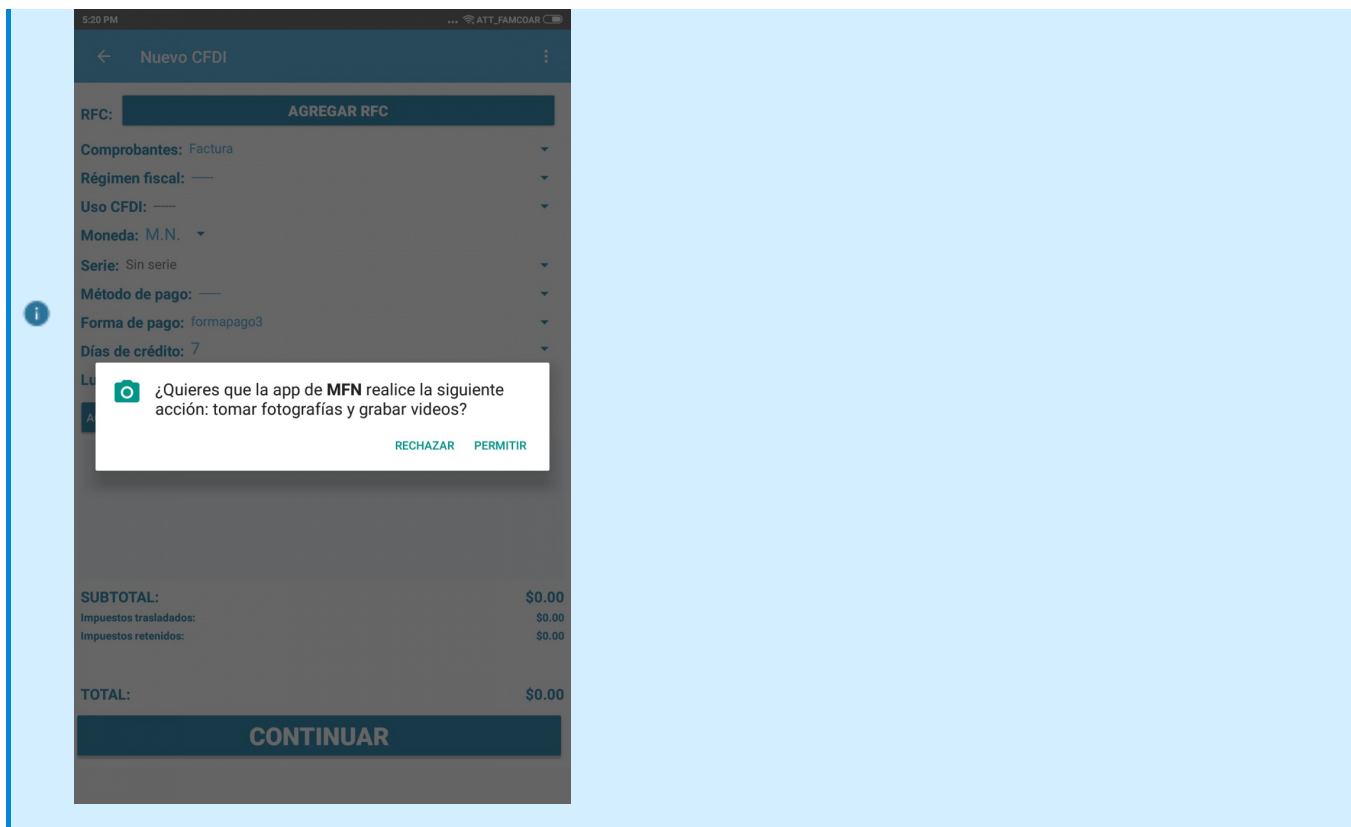 5:20 PM ... ATT_FAMCOAR
Nuevo CFDI
RFC: AGREGAR RFC
Comprobantes: Factura
Régimen fiscal: ──
Uso CFDI: ──
Moneda: M.N.
Serie: Sin serie
Método de pago: ──
Forma de pago: formapago3
Días de crédito: 7
Lu
¿Quieres que la app de MFN realice la siguiente
acción: tomar fotografías y grabar videos?
A
RECHAZAR PERMITIR
SUBTOTAL: $0.00
Impuestos trasladados: $0.00
Impuestos retenidos: $0.00
TOTAL: $0.00
CONTINUAR